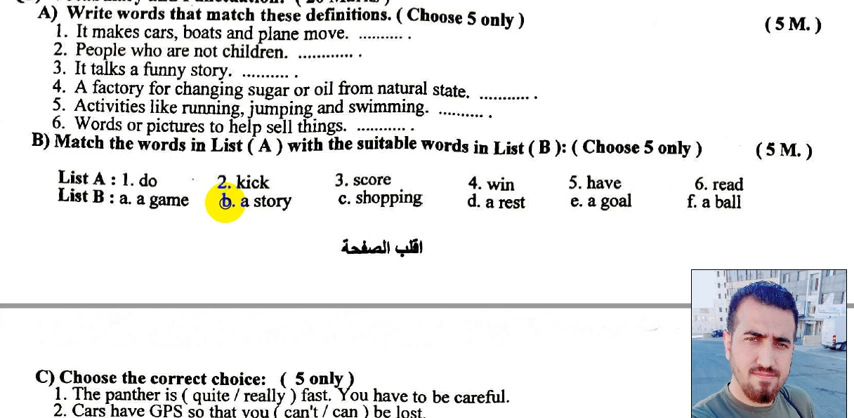 A) Write words that match these definitions. ( Choose 5 only ) ( 5 M. )
1. It makes cars, boats and plane move. .......... .
2. People who are not children. ............ .
3. It talks a funny story. .......... .
4. A factory for changing sugar or oil from natural state. ........... .
5. Activities like running, jumping and swimming. .......... .
6. Words or pictures to help sell things. ........... .
B) Match the words in List ( A ) with the suitable words in List ( B ): ( Choose 5 only ) ( 5 M. )
List A : 1. do 2. kick 3. score 4. win 5. have 6. read
List B : a. a game b. a story c. shopping d. a rest e. a goal f. a ball
اقلب الصفحة
C) Choose the correct choice: ( 5 only )
1. The panther is ( quite / really ) fast. You have to be careful.
2. Cars have GPS so that you ( can't / can ) be lost.